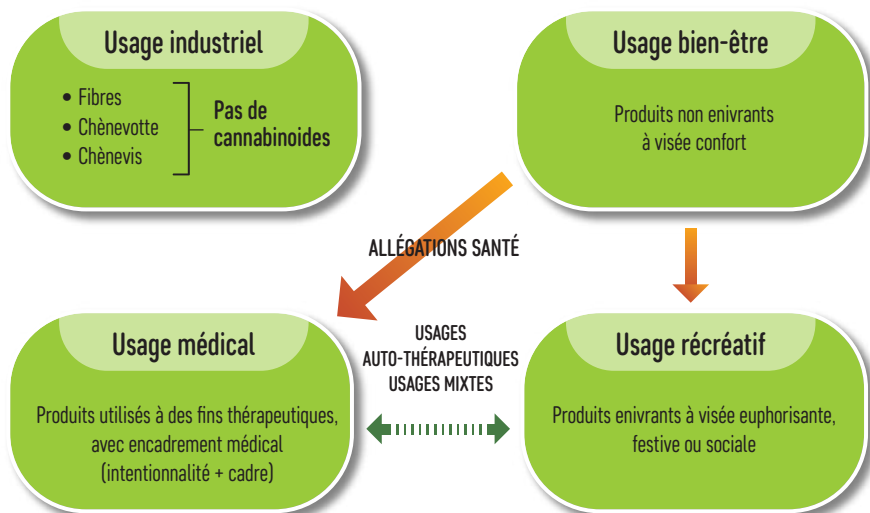 Usage industriel
• Fibres
• Chènevotte
• Chènevis
Pas de
cannabinoides
Usage bien-être
Produits non enivrants
à visée confort
ALLÉGATIONS SANTÉ
Usage médical
Produits utilisés à des fins thérapeutiques,
avec encadrement médical
(intentionnalité + cadre)
USAGES
AUTO-THÉRAPEUTIQUES
USAGES MIXTES
Usage récréatif
Produits enivrants à visée euphorisante,
festive ou sociale